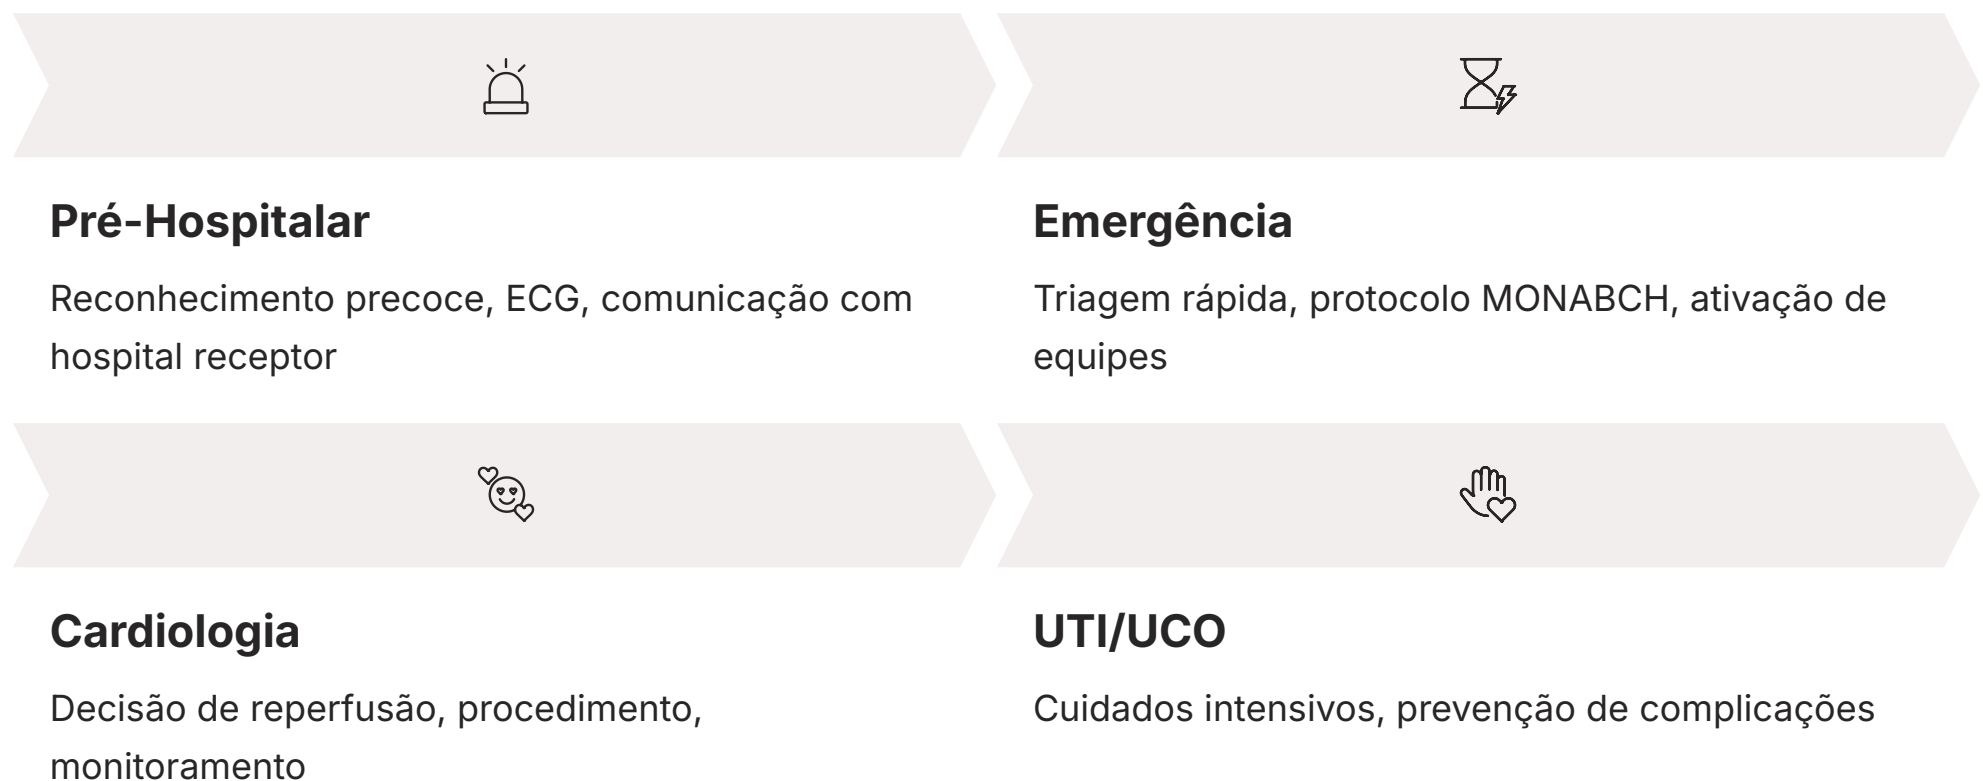 Pré-Hospitalar
Reconhecimento precoce, ECG, comunicação com
hospital receptor
Emergência
Triagem rápida, protocolo MONABCH, ativação de
equipes
Cardiologia
Decisão de reperfusão, procedimento,
monitoramento
UTI/UCO
Cuidados intensivos, prevenção de complicações